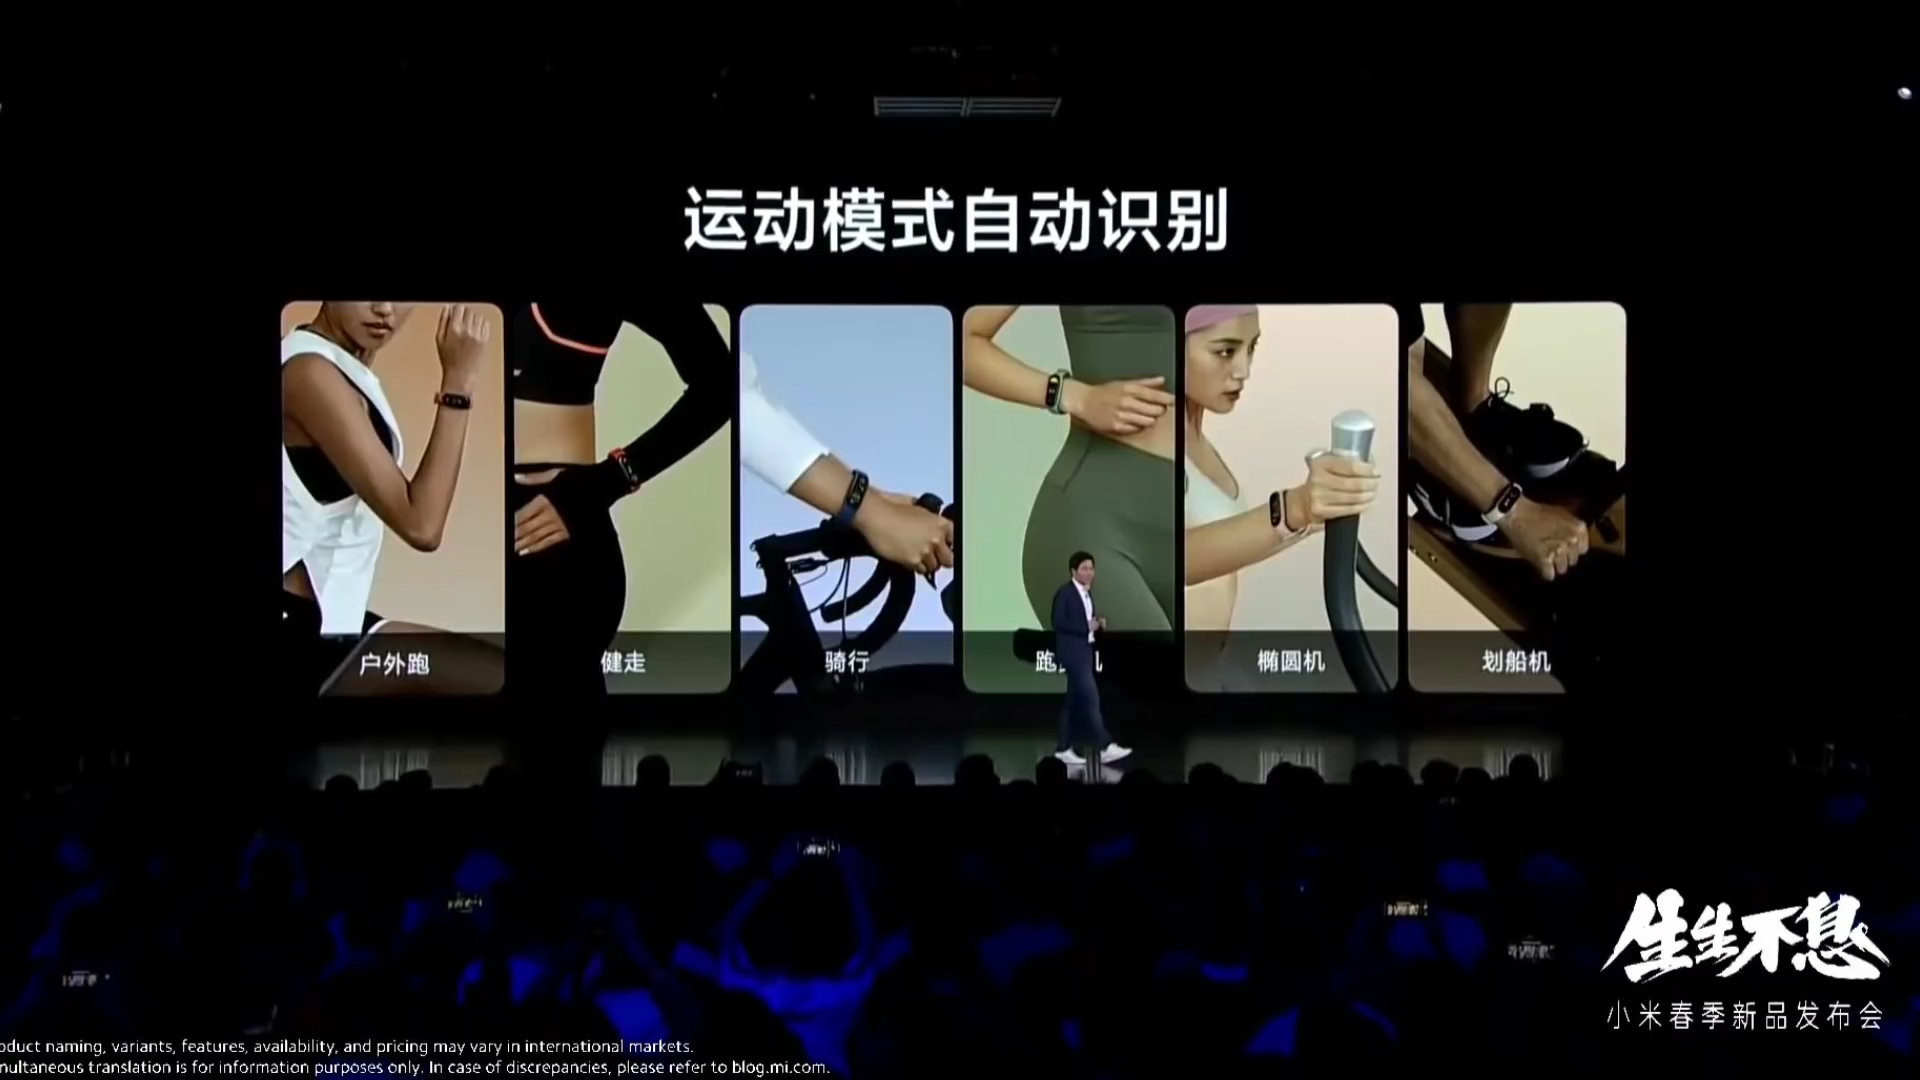 运动模式自动识别
户外跑
健走
骑行
跑
机
椭圆机
划船机
生生不息
小米春季新品发布会
oduct naming, variants, features, availability, and pricing may vary in international markets.
multaneous translation is for information purposes only. In case of discrepancies, please refer to blog.mi.com.